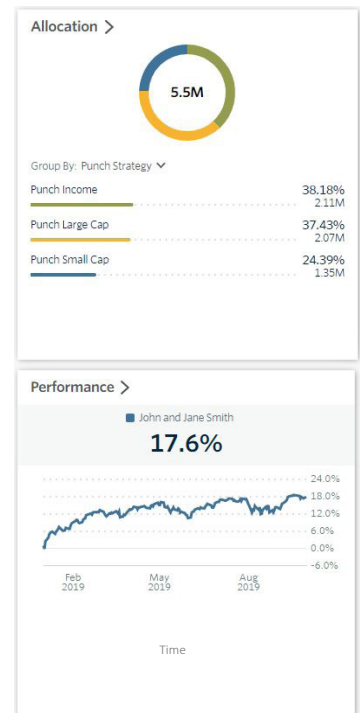 Allocation >
5.5M
Group By: Punch Strategy
Punch Income 38.18%
2.11M
Punch Large Cap 37.43%
2.07M
Punch Small Cap 24.39%
1.35M
Performance >
John and Jane Smith
17.6%
24.0%
18.0%
12.0%
6.0%
0.0%
-6.0%
Feb May Aug
2019 2019 2019
Time